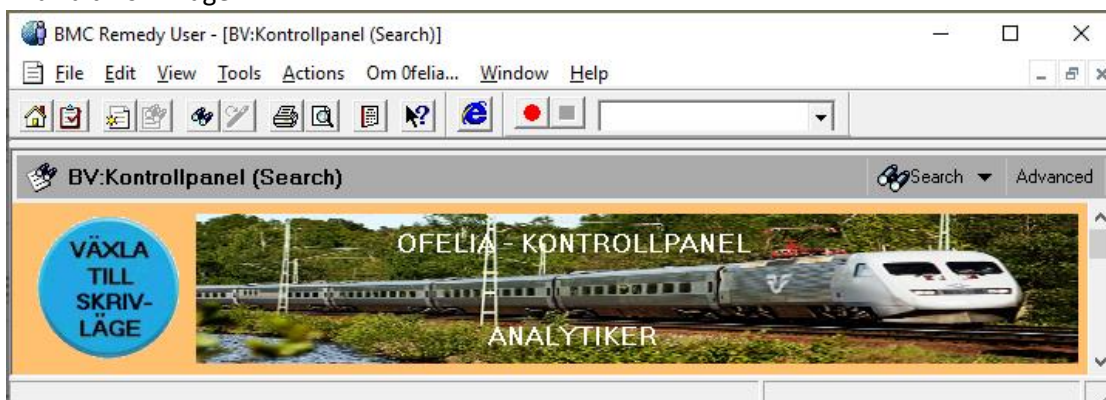 BMC Remedy User - [BV:Kontrollpanel (Search)]
File Edit View Tools Actions Om 0felia... Window Help
BV:Kontrollpanel (Search)
Search
Advanced
VÄXLA
TILL
SKRIV-
LÄGE
OFELIA - KONTROLLPANEL
ANALYTIKER